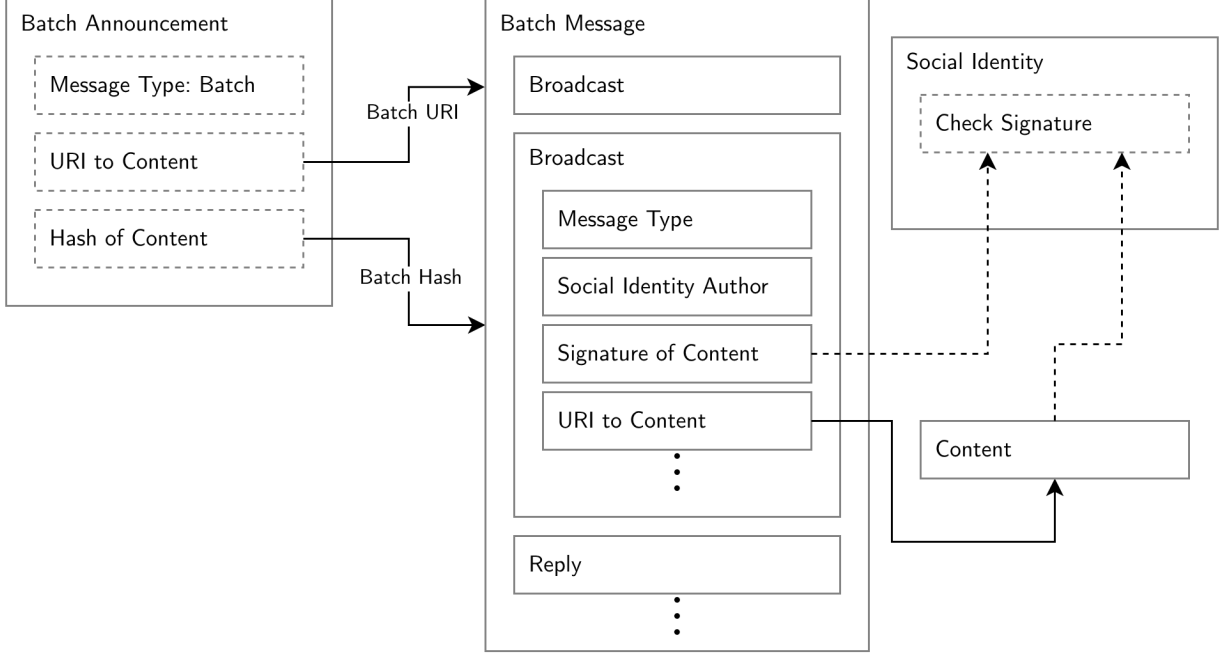 Batch Announcement
Message Type: Batch
URI to Content
Hash of Content
Batch URI
Batch Hash
Batch Message
Broadcast
Broadcast
Message Type
Social Identity Author
Signature of Content
URI to Content
Reply
Social Identity
Check Signature
Content